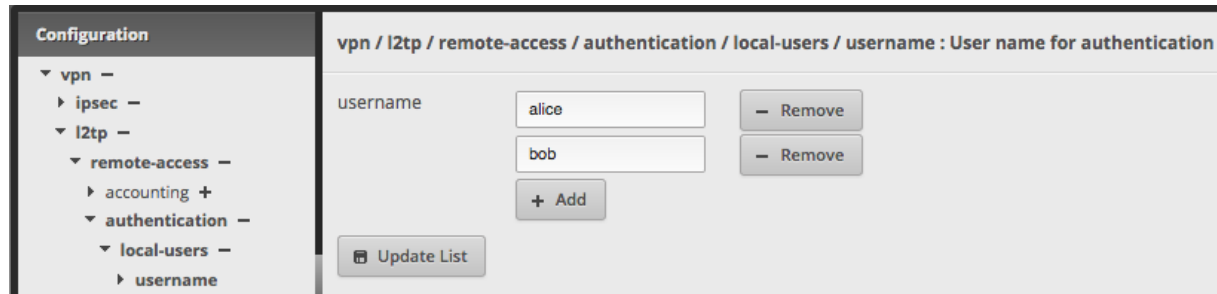 Configuration
vpn −
ipsec −
l2tp −
remote-access −
accounting +
authentication −
local-users −
username
vpn / l2tp / remote-access / authentication / local-users / username : User name for authentication
username
alice
− Remove
bob
− Remove
+ Add
Update List